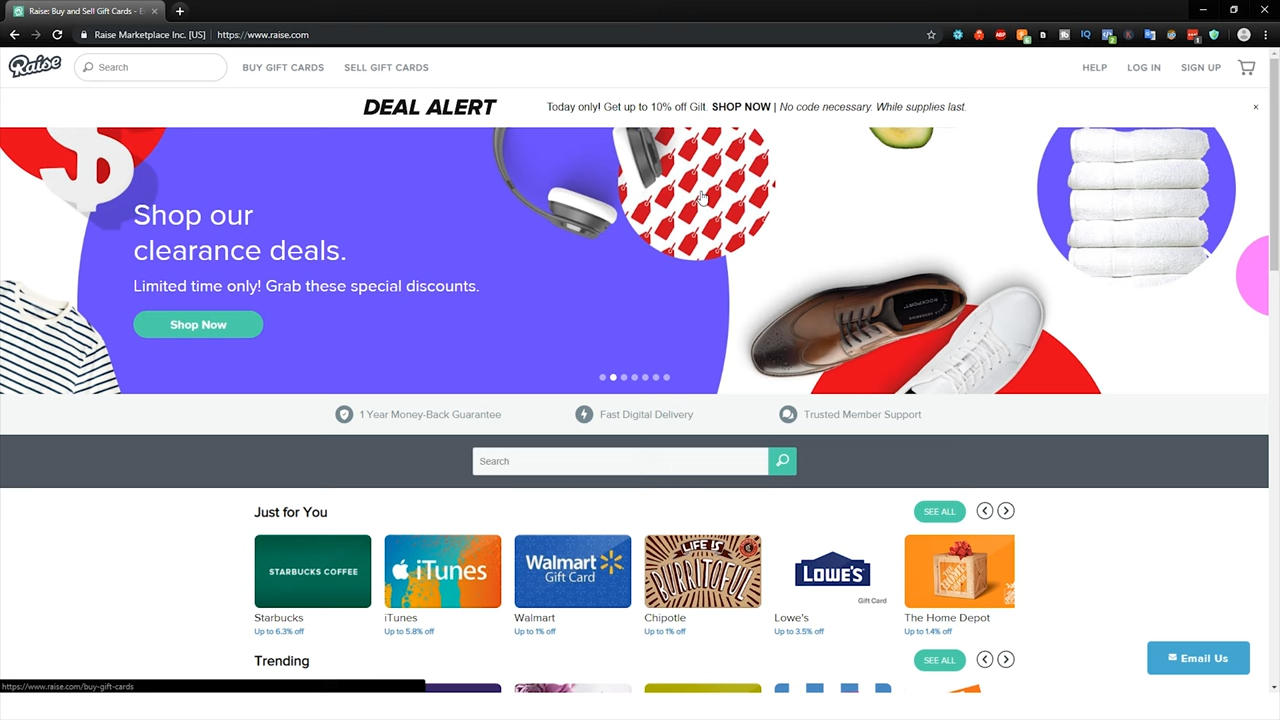 Raise: Buy and Sell Gift Cards - E
Raise Marketplace Inc. [US] https://www.raise.com
Raise Search BUY GIFT CARDS SELL GIFT CARDS HELP LOG IN SIGN UP
DEAL ALERT Today only! Get up to 10% off Gilt. SHOP NOW | No code necessary. While supplies last. ×
$
Shop our
clearance deals.
Limited time only! Grab these special discounts.
Shop Now
ROCKPORT
1 Year Money-Back Guarantee Fast Digital Delivery Trusted Member Support
Search
Just for You SEE ALL
STARBUCKS COFFEE
iTunes
Walmart
Gift Card
LIFE IS
BURRITOFUL
LOWE'S
Gift Card
Starbucks iTunes Walmart Chipotle Lowe's The Home Depot
Up to 6.3% off Up to 5.8% off Up to 1% off Up to 1% off Up to 3.5% off Up to 1.4% off
Email Us
Trending SEE ALL
https://www.raise.com/buy-gift-cards